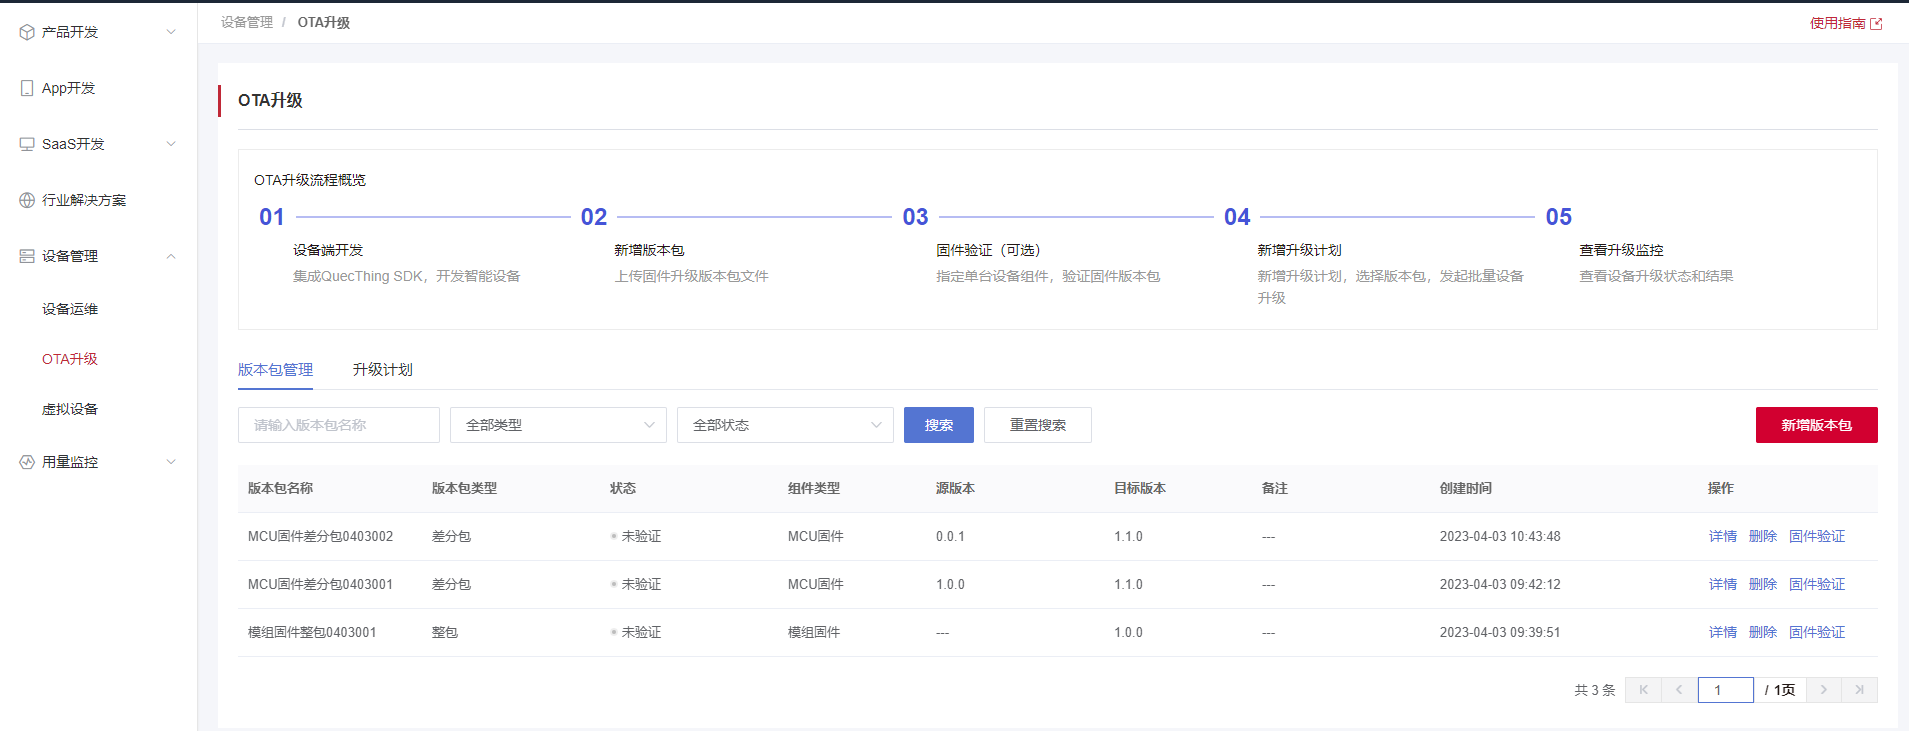 设备管理 / OTA升级
使用指南
产品开发
App开发
SaaS开发
行业解决方案
设备管理
设备运维
OTA升级
虚拟设备
用量监控
OTA升级
OTA升级流程概览
01 02 03 04 05
设备端开发
集成QuecThing SDK，开发智能设备
新增版本包
上传固件升级版本包文件
固件验证（可选）
指定单台设备组件，验证固件版本包
新增升级计划
新增升级计划，选择版本包，发起批量设备
升级
查看升级监控
查看设备升级状态和结果
版本包管理 升级计划
请输入版本包名称 全部类型 全部状态 搜索 重置搜索 新增版本包
版本包名称 版本包类型 状态 组件类型 源版本 目标版本 备注 创建时间 操作
MCU固件差分包0403002 差分包 未验证 MCU固件 0.0.1 1.1.0 --- 2023-04-03 10:43:48 详情 删除 固件验证
MCU固件差分包0403001 差分包 未验证 MCU固件 1.0.0 1.1.0 --- 2023-04-03 09:42:12 详情 删除 固件验证
模组固件整包0403001 整包 未验证 模组固件 --- 1.0.0 --- 2023-04-03 09:39:51 详情 删除 固件验证
共 3 条 1 / 1页